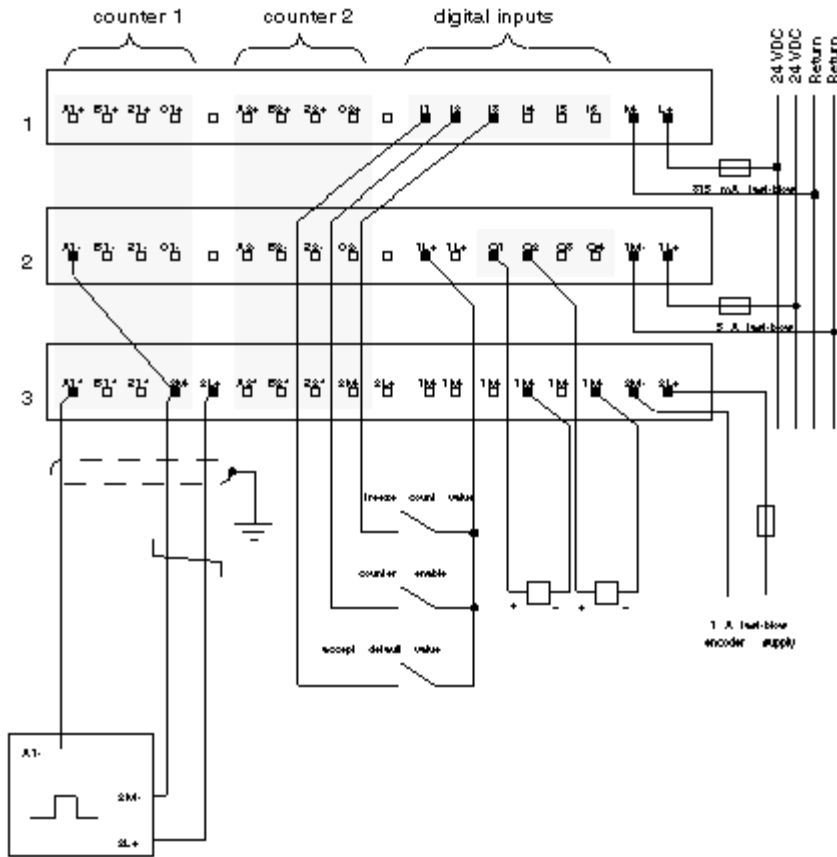 counter 1 counter 2 digital inputs
24 VDC
24 VDC
Return
Return
1
A1+ B1+ Z1+ A2+ B2+ Z2+ I1 I2 I3 I4 I5 I6 M- L+
315 mA fast-blow
2
A1- B1- Z1- A2- B2- Z2- 1L+ 1L+ Q1 Q2 Q3 Q4 1M- 1L+
5 A fast-blow
3
A1* B1* Z1* 2M- 2L+ A2* B2* Z2* 2M- 2L+ 1M- 1M- 1M- 1M- 1M- 1M- 2M- 2L+
freeze count value
counter enable
+ - + -
1 A fast-blow
encoder supply
accept default value
A1-
2M-
2L+